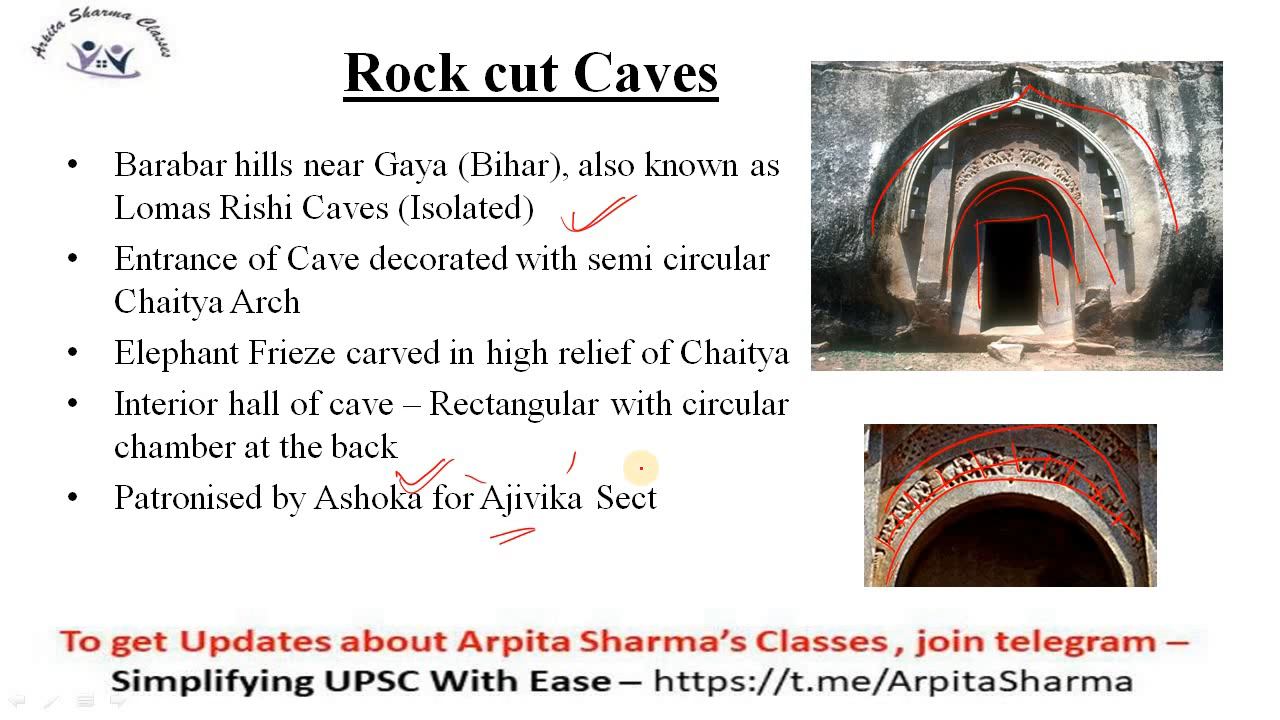 Arpita Sharma Classes
Rock cut Caves
• Barabar hills near Gaya (Bihar), also known as
Lomas Rishi Caves (Isolated)
• Entrance of Cave decorated with semi circular
Chaitya Arch
• Elephant Frieze carved in high relief of Chaitya
• Interior hall of cave – Rectangular with circular
chamber at the back
• Patronised by Ashoka for Ajivika Sect
To get Updates about Arpita Sharma’s Classes , join telegram –
Simplifying UPSC With Ease – https://t.me/ArpitaSharma